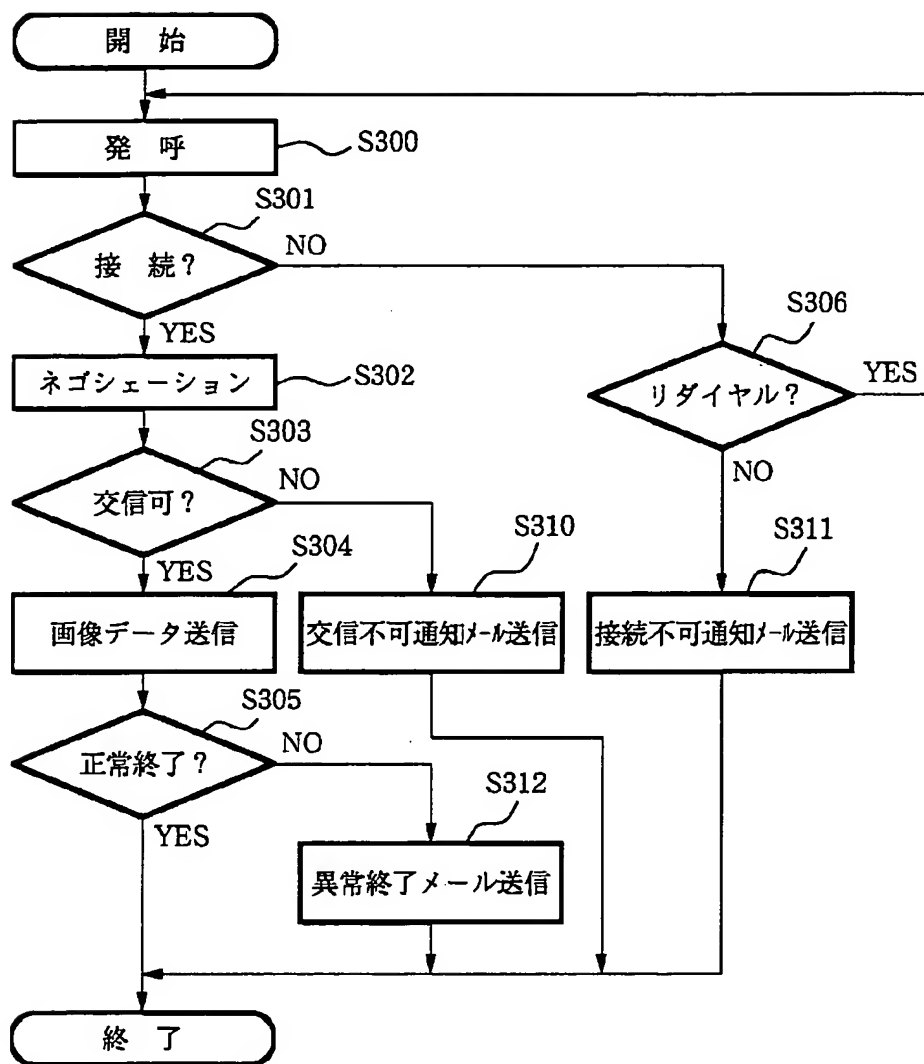 開 始
発 呼
S300
S301
接 続？
NO
YES
S306
リダイヤル？
YES
NO
ネゴシェーション
S302
S303
交信可？
NO
YES
S304
画像データ送信
S310
交信不可通知メール送信
S311
接続不可通知メール送信
S305
正常終了？
NO
YES
S312
異常終了メール送信
終 了